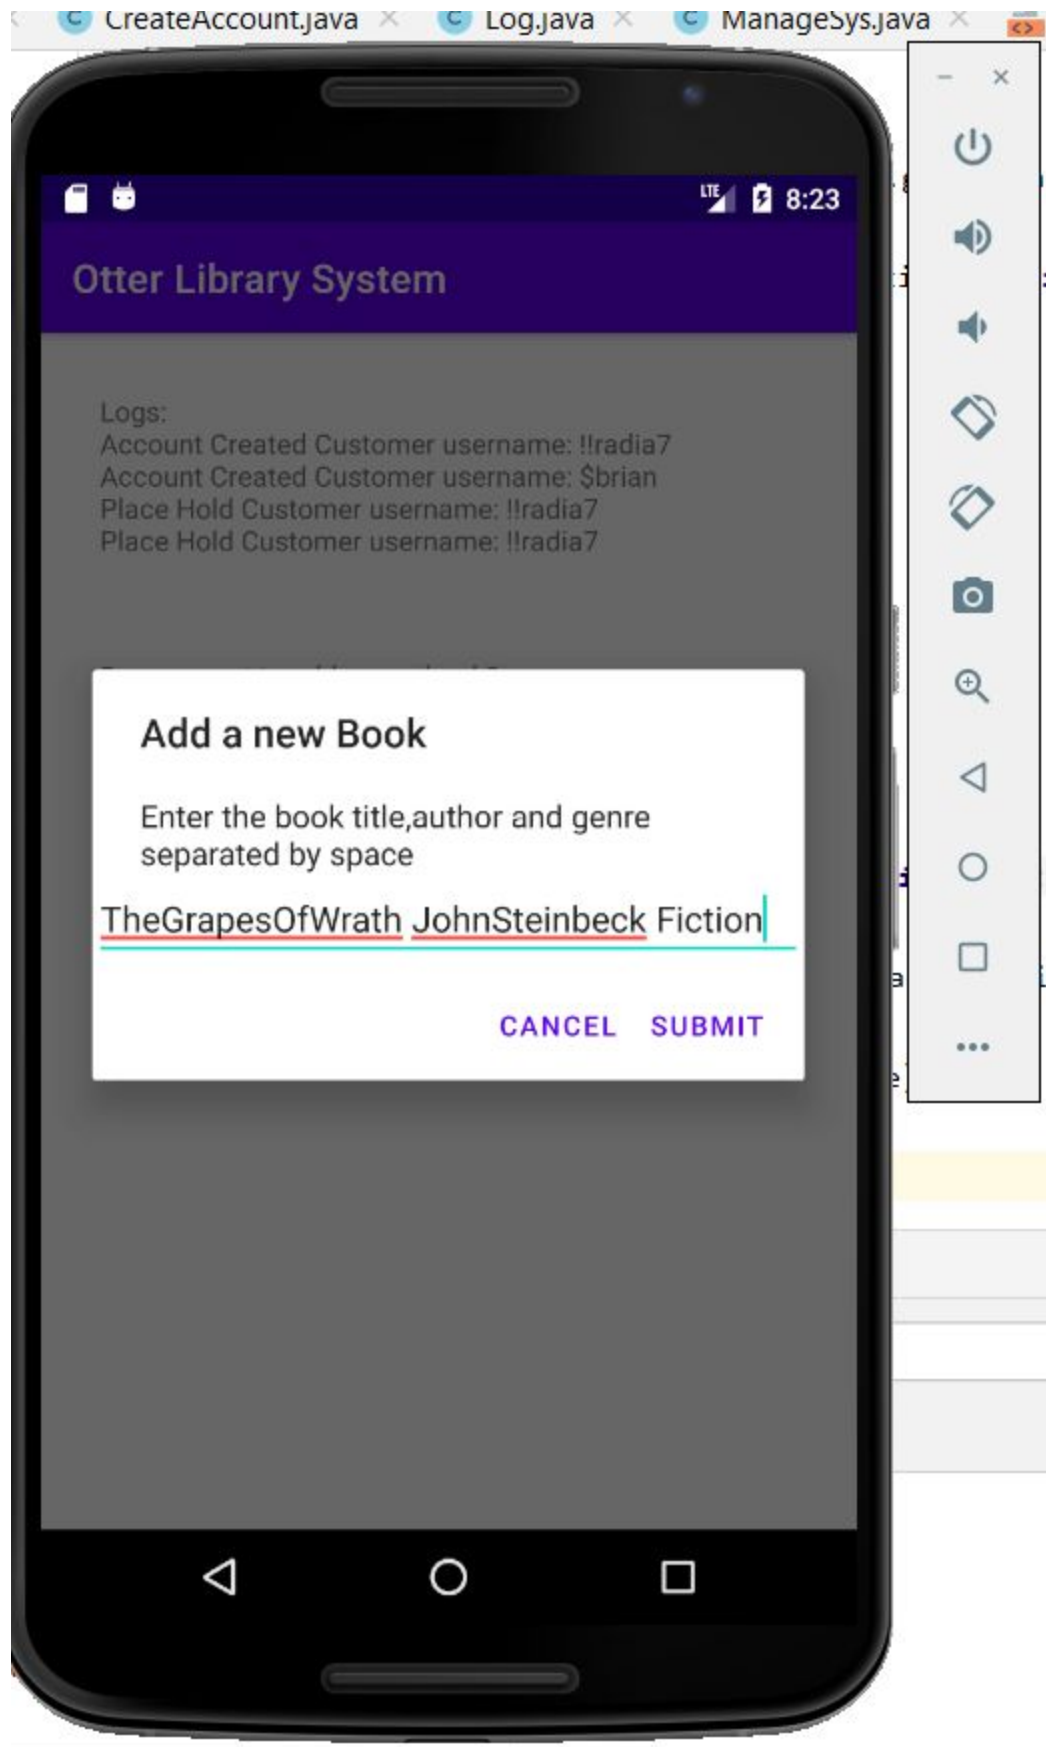 CreateAccount.java
Log.java
ManageSys.java
LTE
8:23
Otter Library System
Logs:
Account Created Customer username: !!radia7
Account Created Customer username: $brian
Place Hold Customer username: !!radia7
Place Hold Customer username: !!radia7
Add a new Book
Enter the book title,author and genre
separated by space
TheGrapesOfWrath JohnSteinbeck Fiction
CANCEL SUBMIT